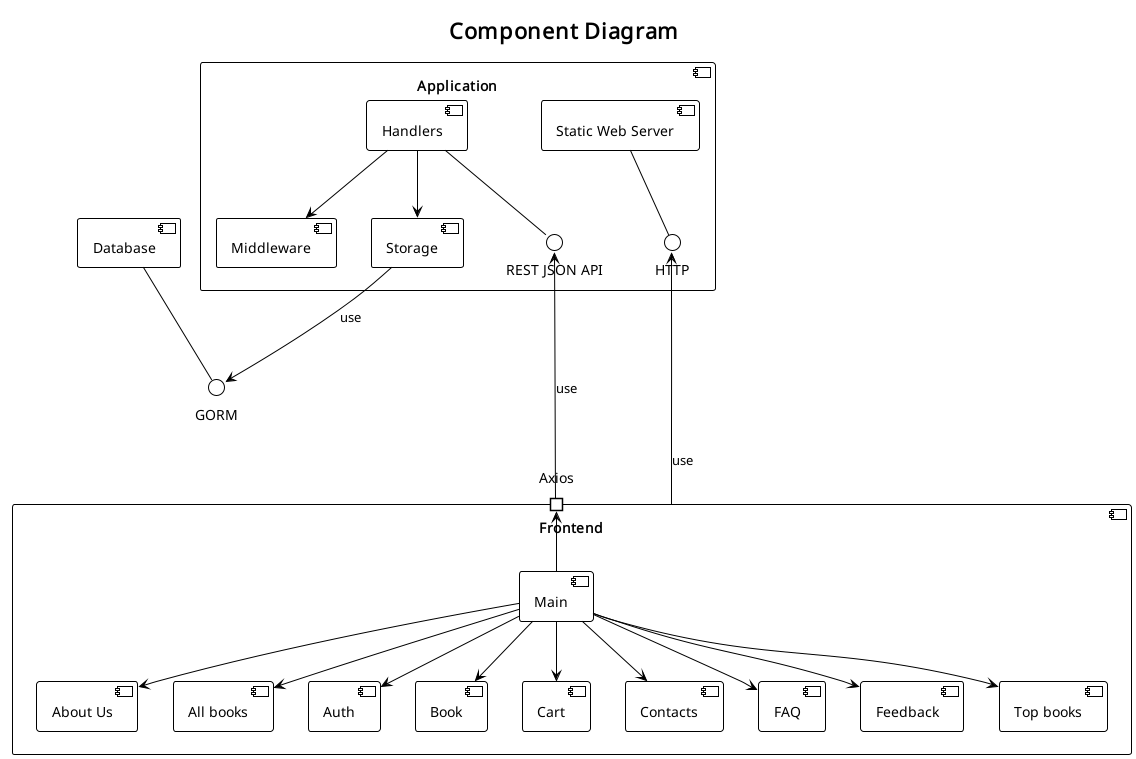 Component Diagram
Application
Handlers
Static Web Server
Database
Middleware
Storage
REST JSON API
HTTP
use
GORM
use
use
Axios
Frontend
Main
About Us
All books
Auth
Book
Cart
Contacts
FAQ
Feedback
Top books